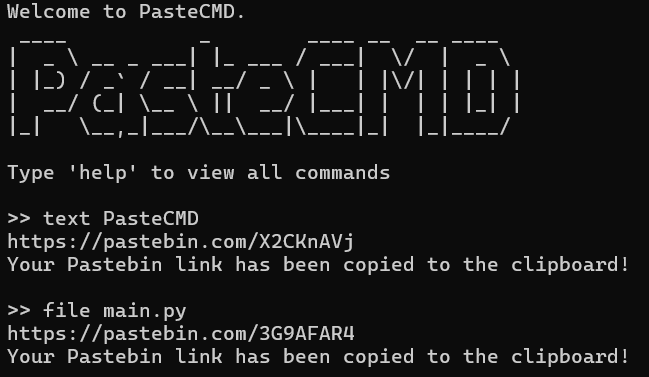 Welcome to PasteCMD.
PasteCMD
Type 'help' to view all commands
>> text PasteCMD
https://pastebin.com/X2CKnAVj
Your Pastebin link has been copied to the clipboard!
>> file main.py
https://pastebin.com/3G9AFAR4
Your Pastebin link has been copied to the clipboard!